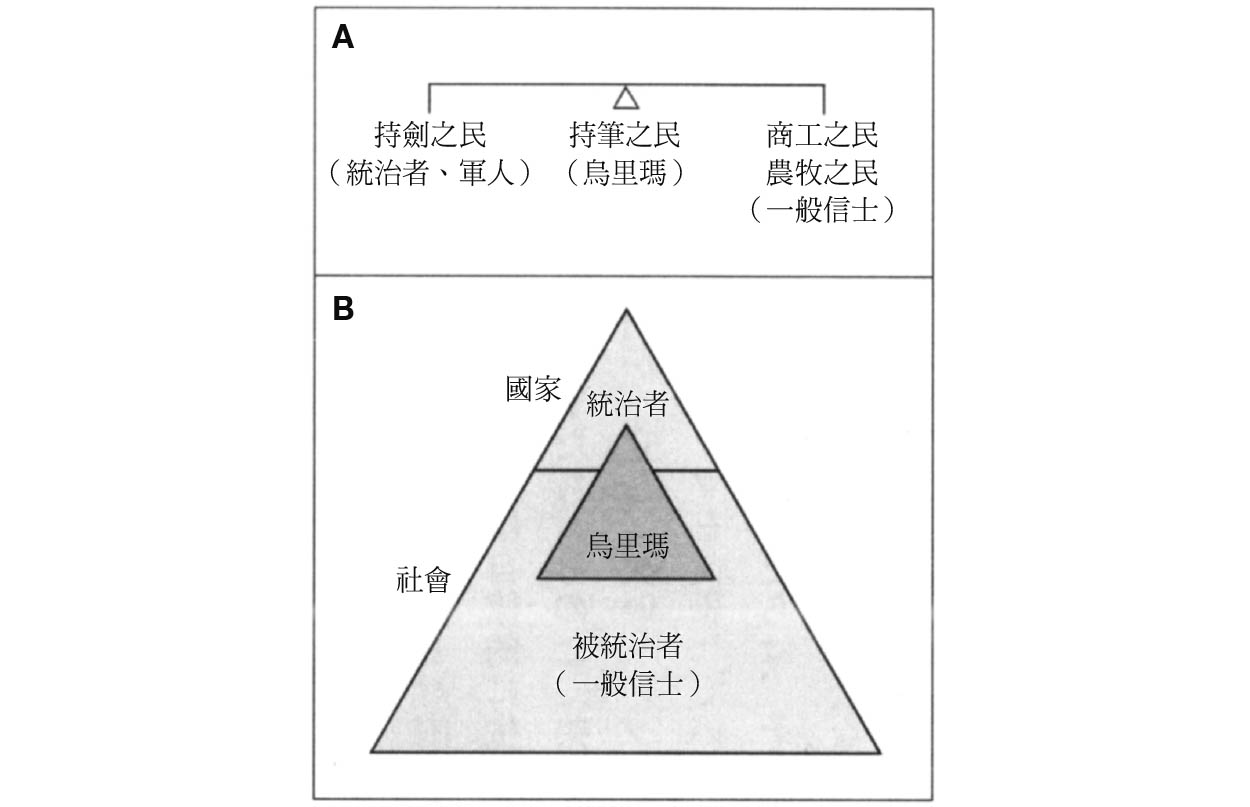 A
持劍之民
（統治者、軍人）
持筆之民
（烏里瑪）
商工之民
農牧之民
（一般信士）
B
國家
統治者
烏里瑪
社會
被統治者
（一般信士）